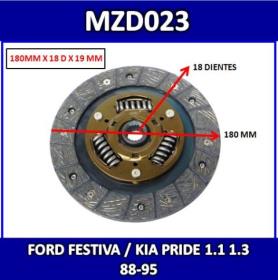 MZD023
180MM X 18 D X 19 MM
18 DIENTES
180 MM
FORD FESTIVA / KIA PRIDE 1.1 1.3
88-95